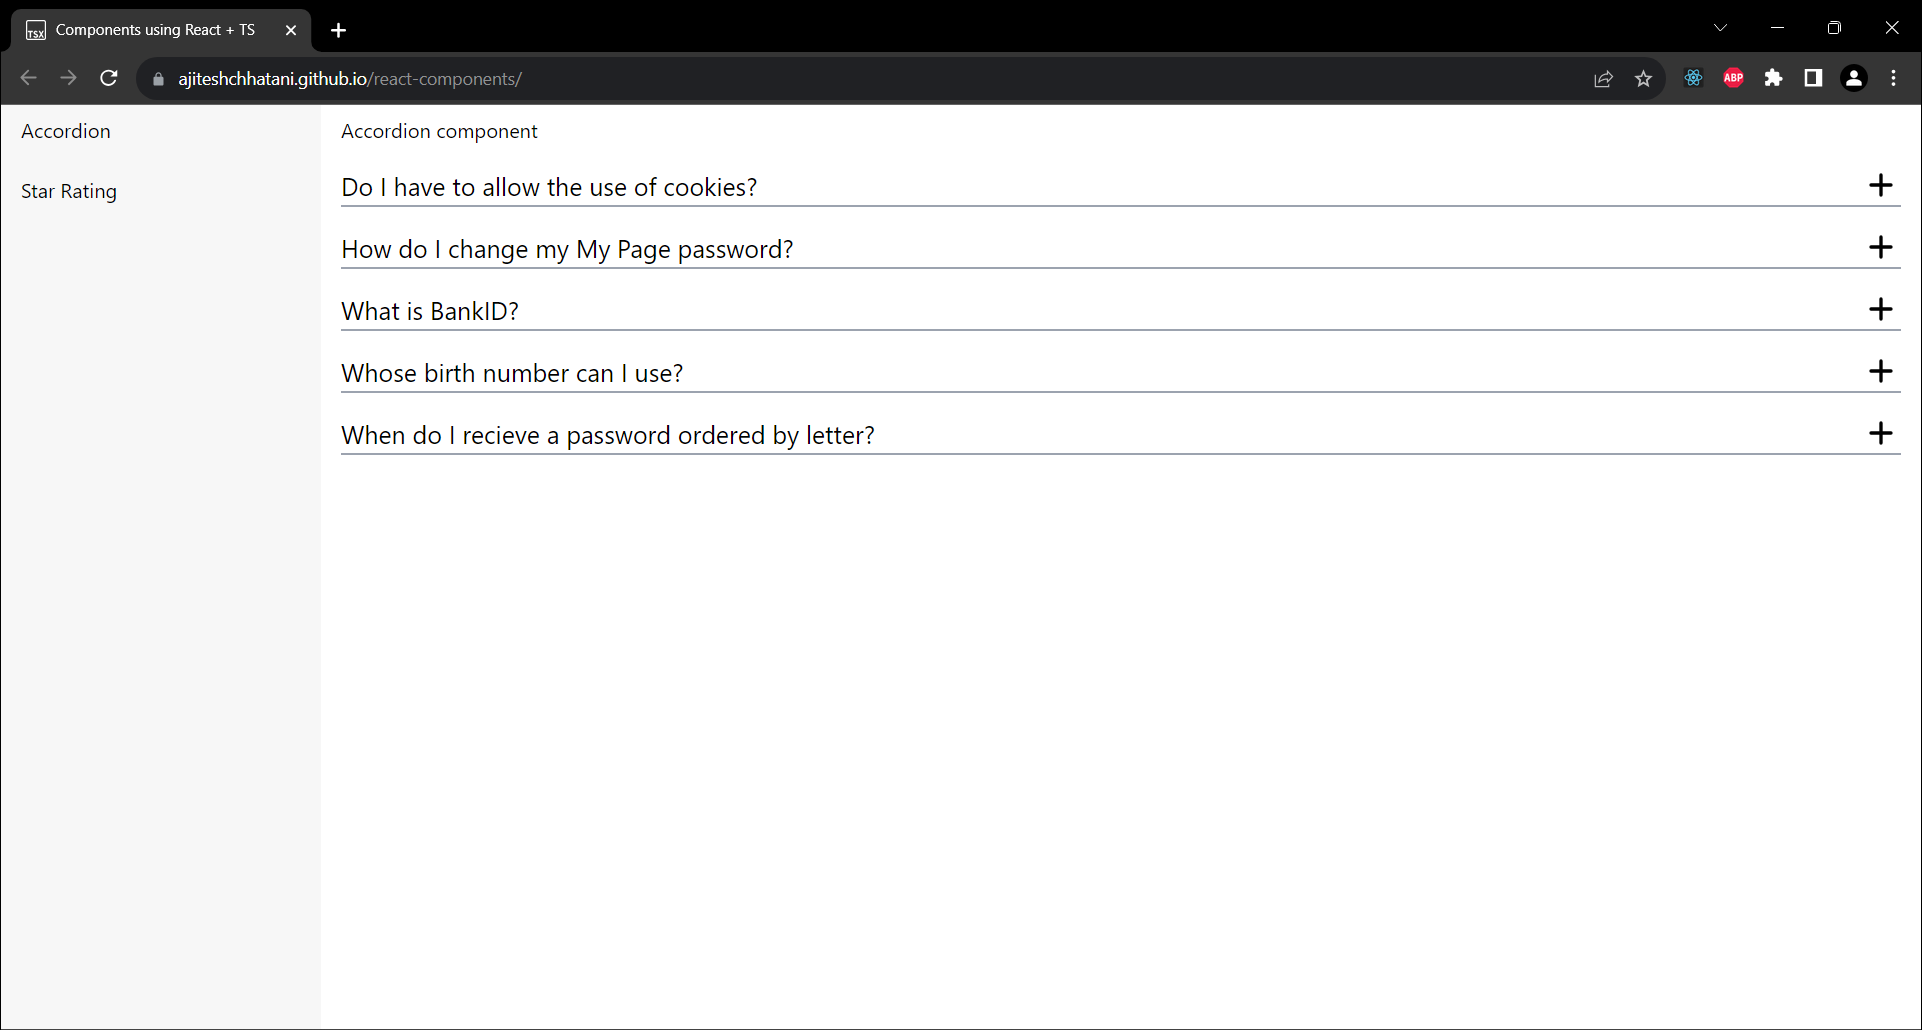 TSX Components using React + TS
ajiteshchhatani.github.io/react-components/ ABP
Accordion
Star Rating
Accordion component
Do I have to allow the use of cookies?
How do I change my My Page password?
What is BankID?
Whose birth number can I use?
When do I recieve a password ordered by letter?